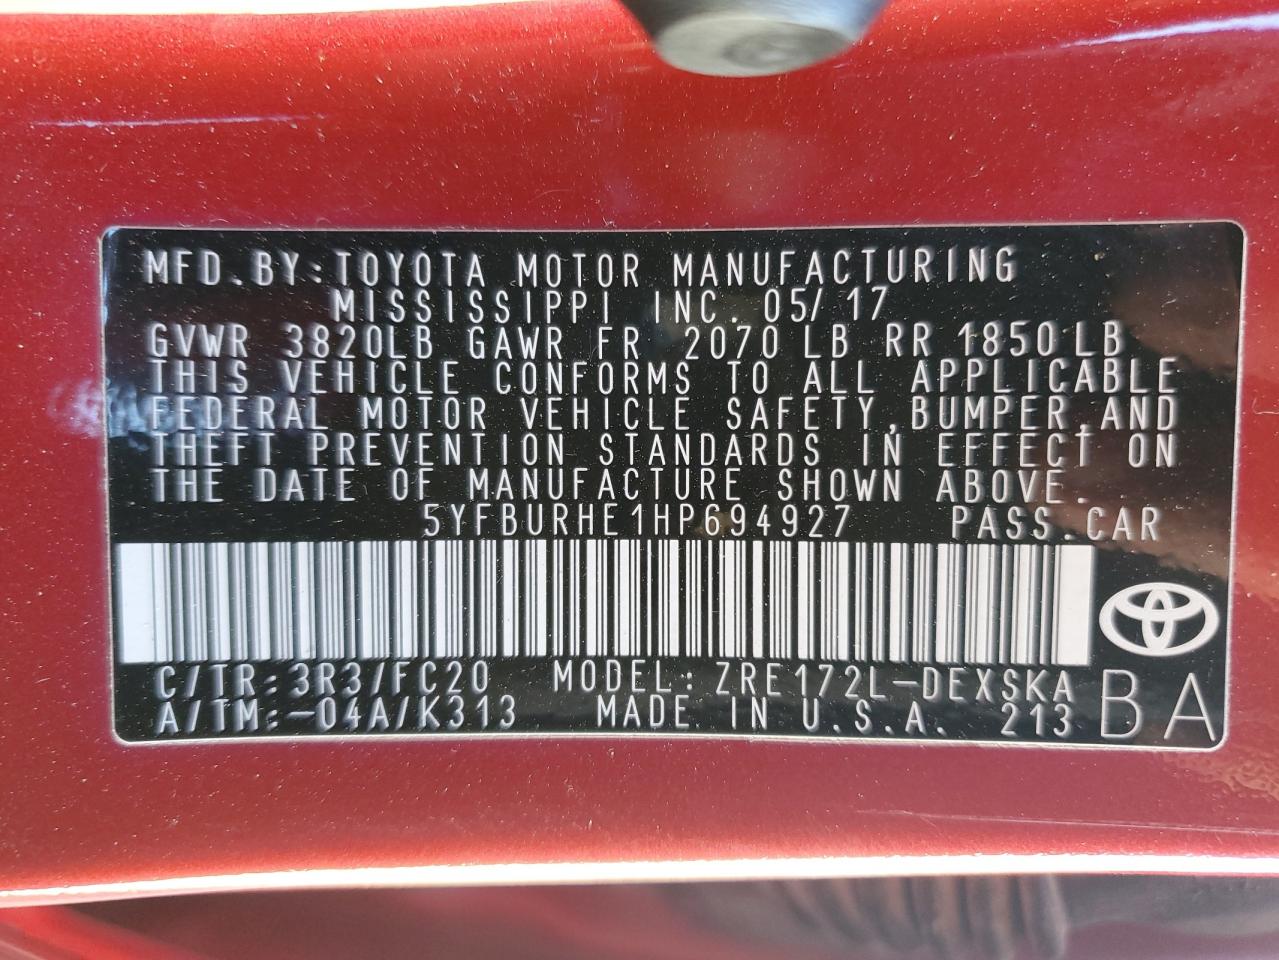 MFD.BY:TOYOTA MOTOR MANUFACTURING
MISSISSIPPI INC. 05/17
GVWR 3820LB GAWR FR 2070 LB RR 1850 LB
THIS VEHICLE CONFORMS TO ALL APPLICABLE
FEDERAL MOTOR VEHICLE SAFETY,BUMPER,AND
THEFT PREVENTION STANDARDS IN EFFECT ON
THE DATE OF MANUFACTURE SHOWN ABOVE.
5YFBURHE1HP694927 PASS.CAR
C/TR:3R3/FC20 MODEL:ZRE172L-DEXSKA
A/TM:-04A/K313 MADE IN U.S.A. 213 BA